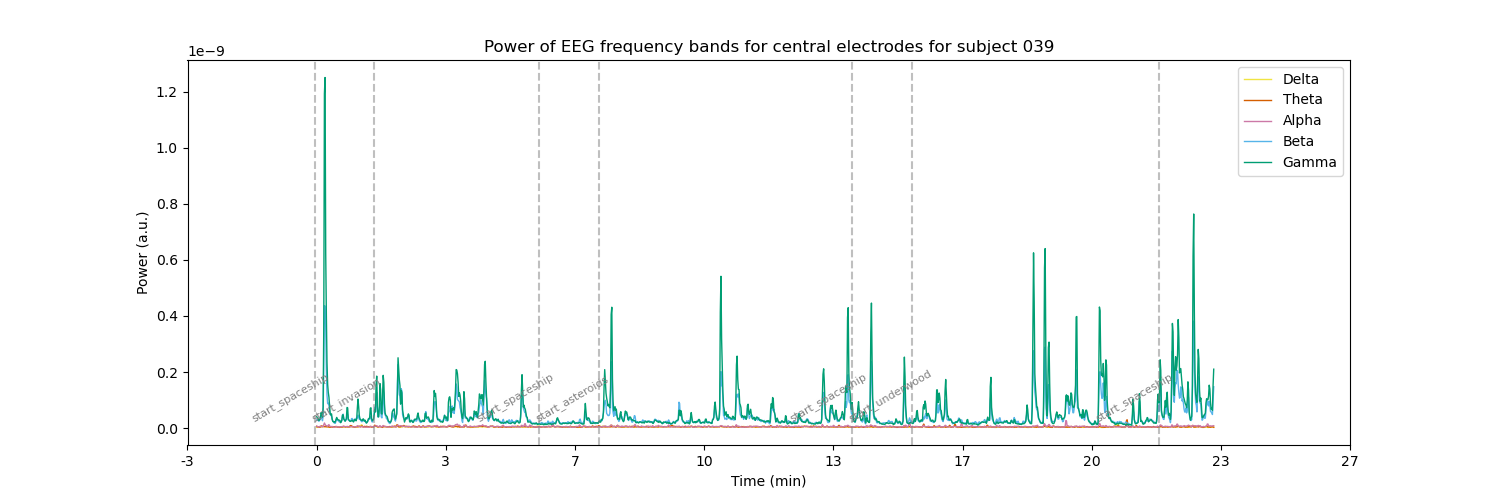 Power of EEG frequency bands for central electrodes for subject 039
1e−9
Power (a.u.)
1.2
1.0
0.8
0.6
0.4
0.2
0.0
Delta
Theta
Alpha
Beta
Gamma
start_spaceship
start_invasion
start_spaceship
start_asteroids
start_spaceship
start_underwood
start_spaceship
-3
0
3
7
10
13
17
20
23
27
Time (min)